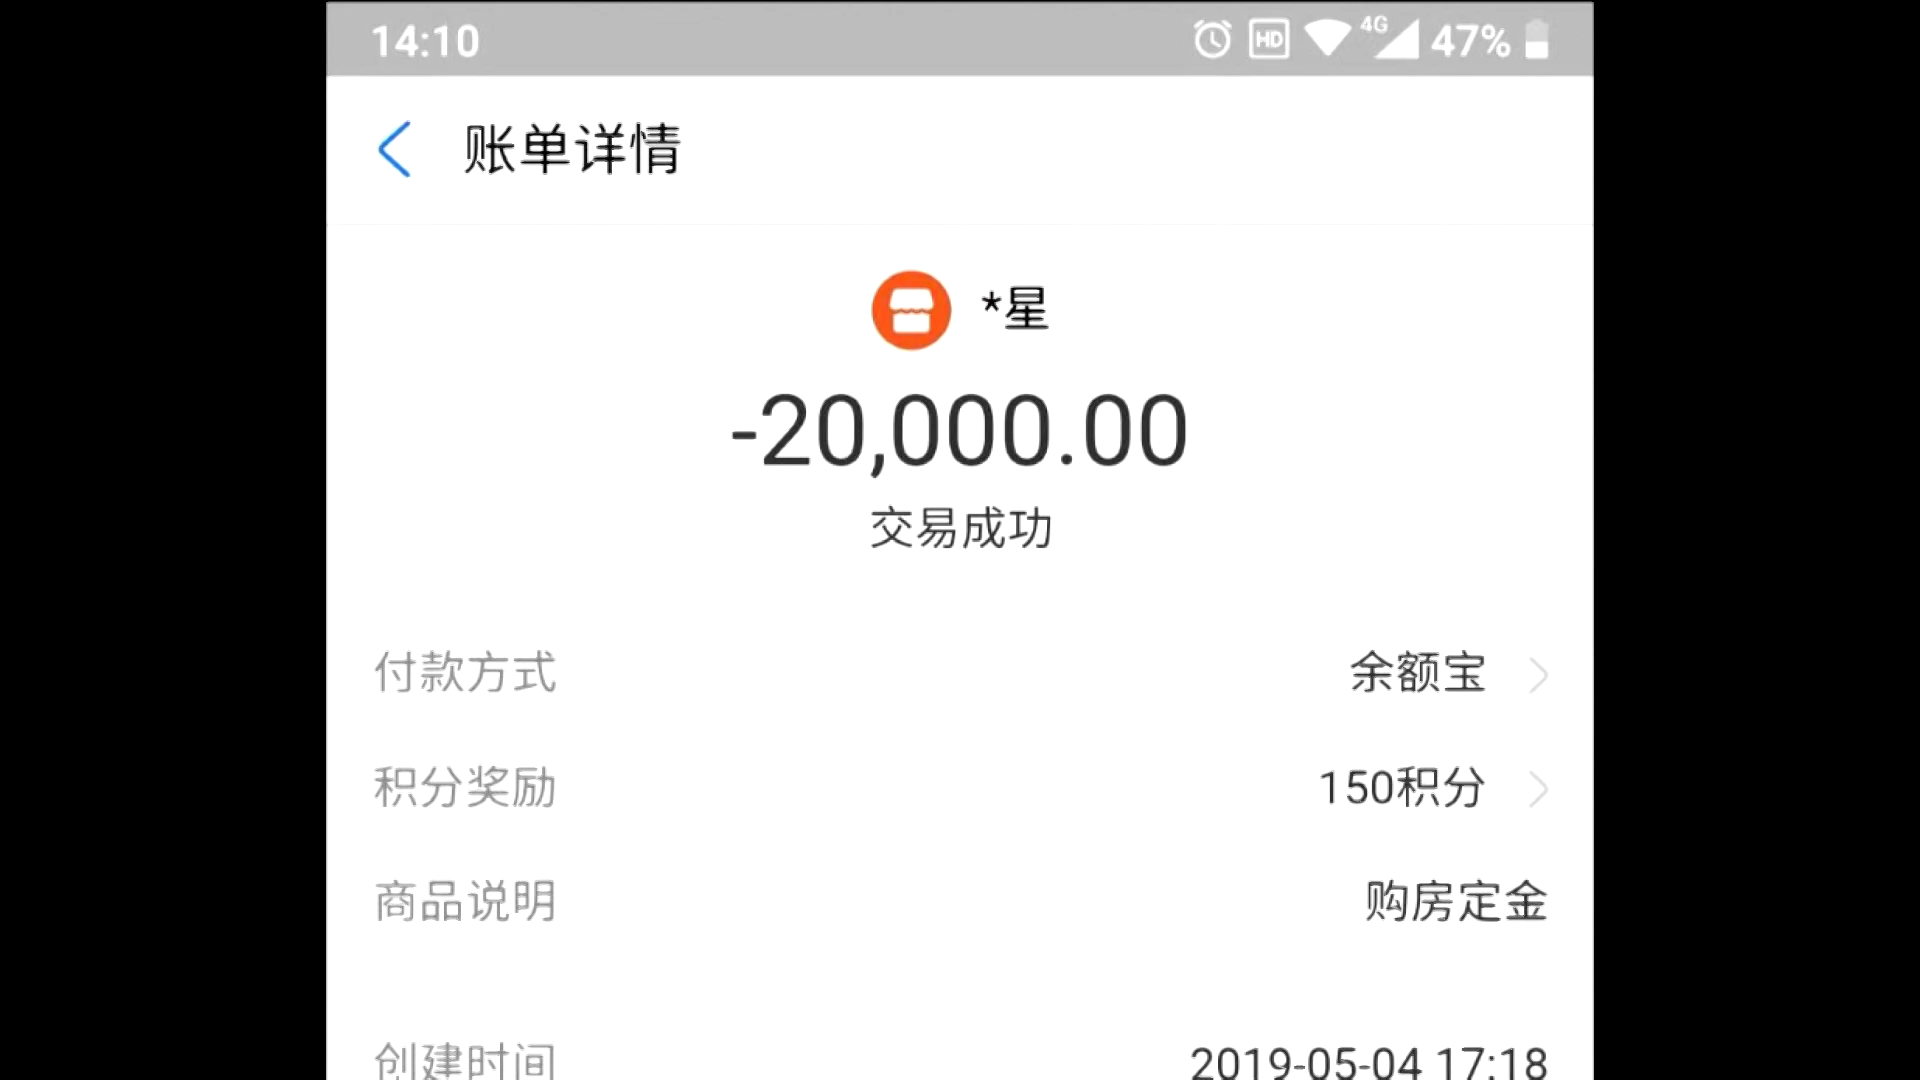 14:10 HD 4G 47%
账单详情
*星
-20,000.00
交易成功
付款方式 余额宝
积分奖励 150积分
商品说明 购房定金
创建时间 2019-05-04 17:18